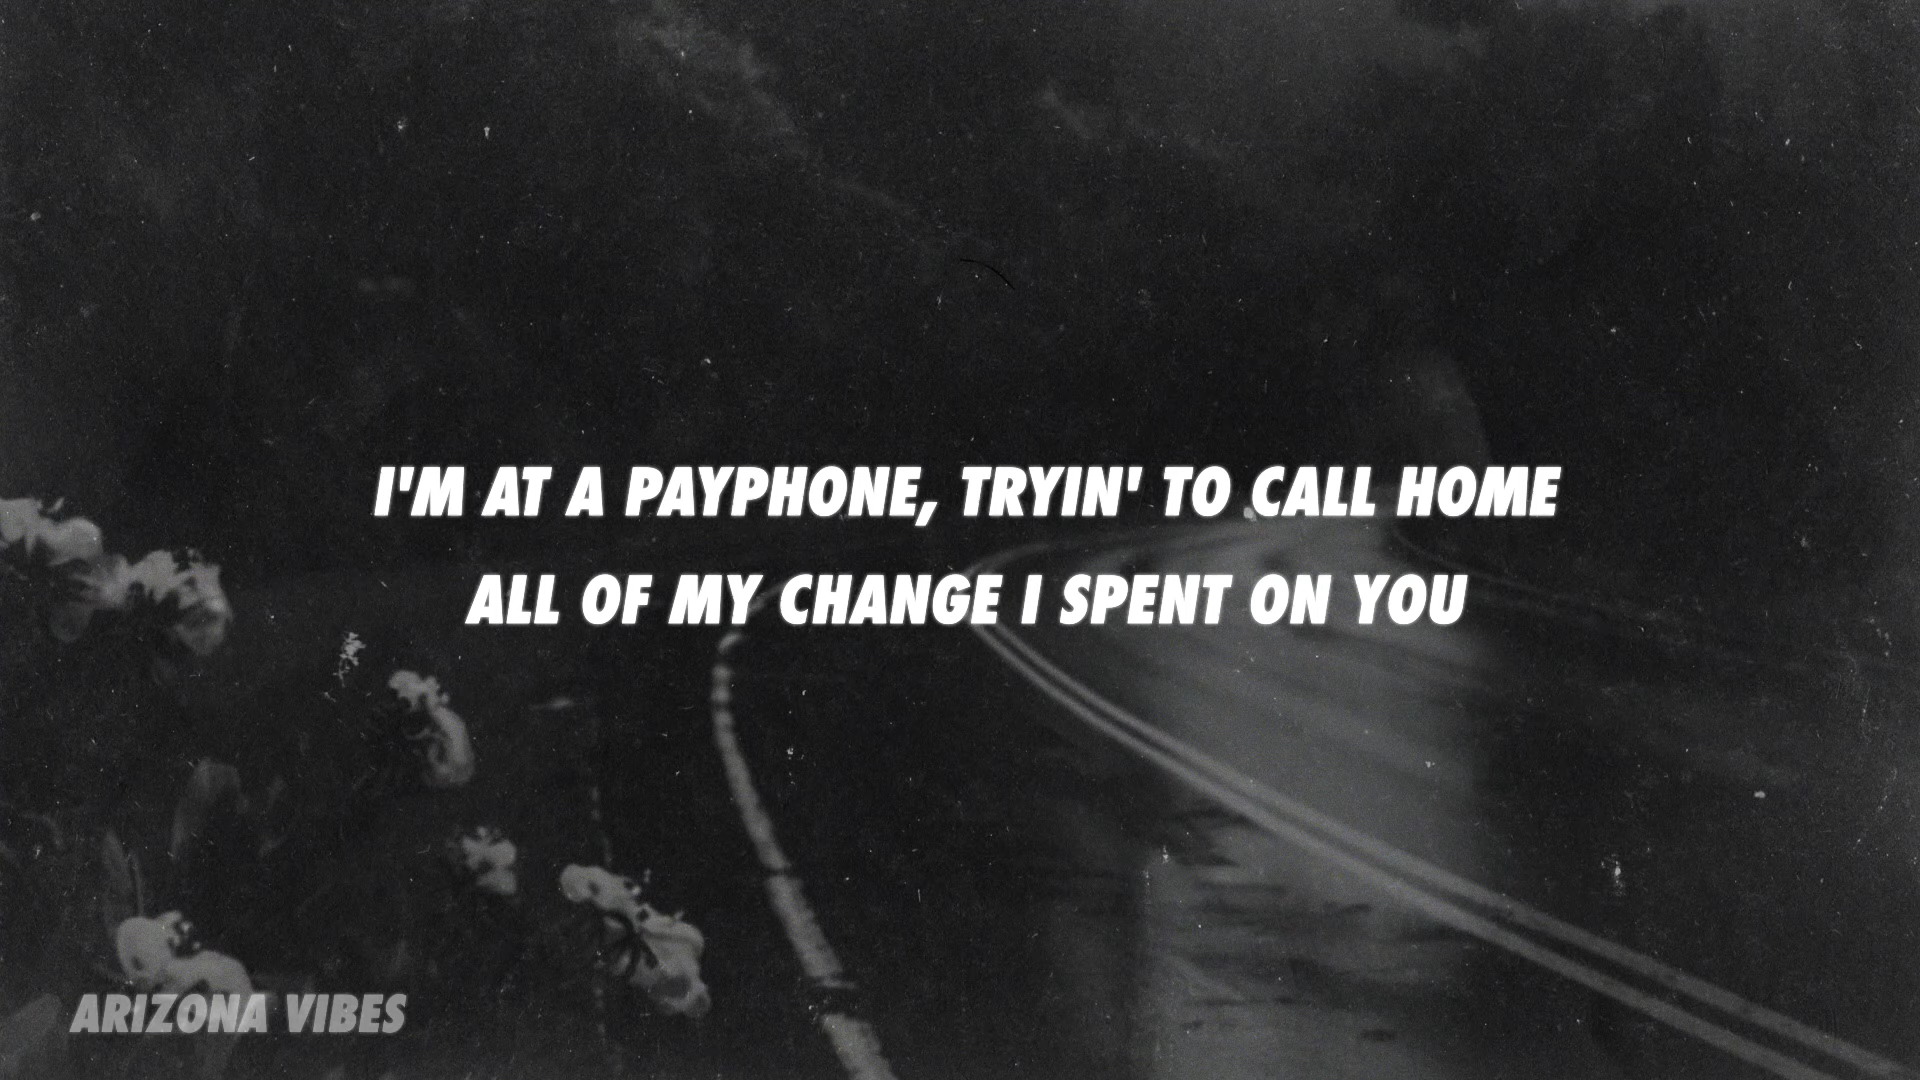 I'M AT A PAYPHONE, TRYIN' TO CALL HOME
ALL OF MY CHANGE I SPENT ON YOU
ARIZONA VIBES